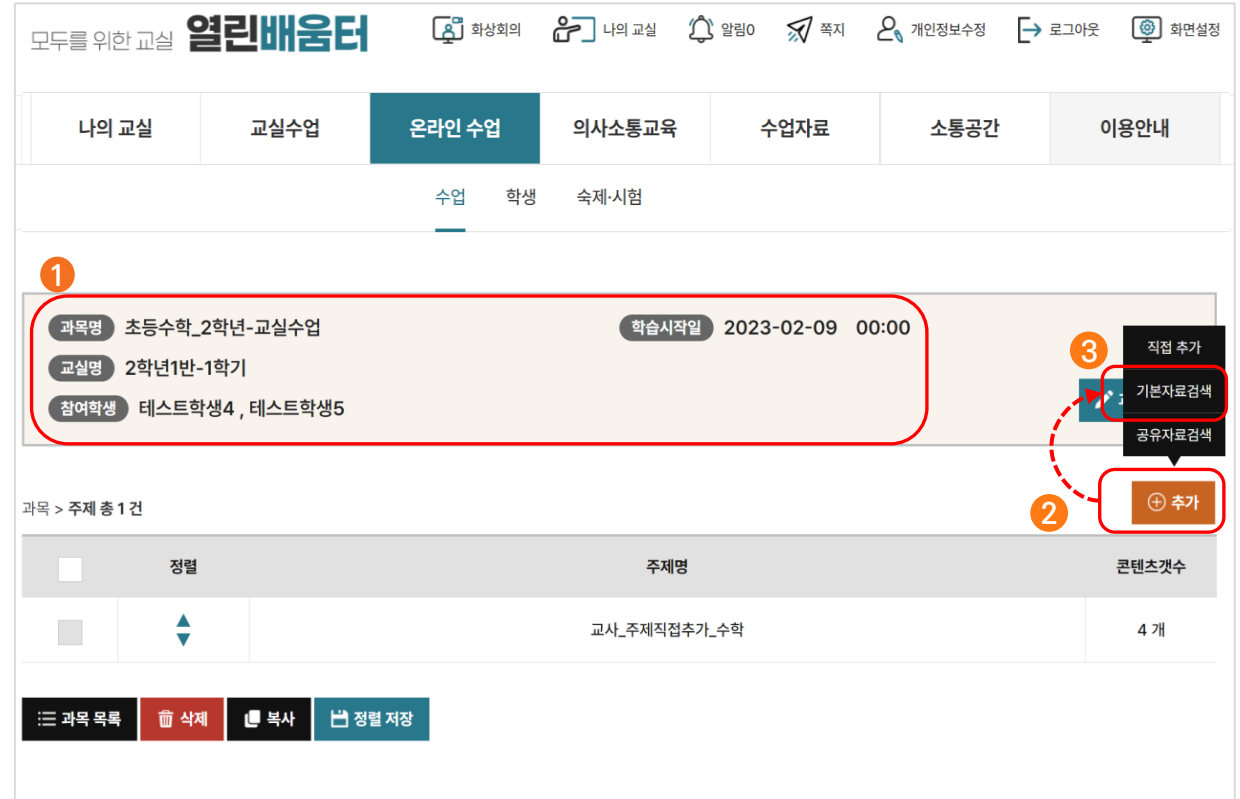 모두를 위한 교실 열린배움터
화상회의 나의 교실 알림0 쪽지 개인정보수정 로그아웃 화면설정
나의 교실 교실수업 온라인 수업 의사소통교육 수업자료 소통공간 이용안내
수업 학생 숙제·시험
1
과목명 초등수학_2학년-교실수업 학습시작일 2023-02-09 00:00
교실명 2학년1반-1학기
참여학생 테스트학생4 , 테스트학생5
3
직접 추가
기본자료검색
공유자료검색
2
추가
과목 > 주제 총 1 건
정렬 주제명 콘텐츠갯수
교사_주제직접추가_수학 4 개
과목 목록 삭제 복사 정렬 저장